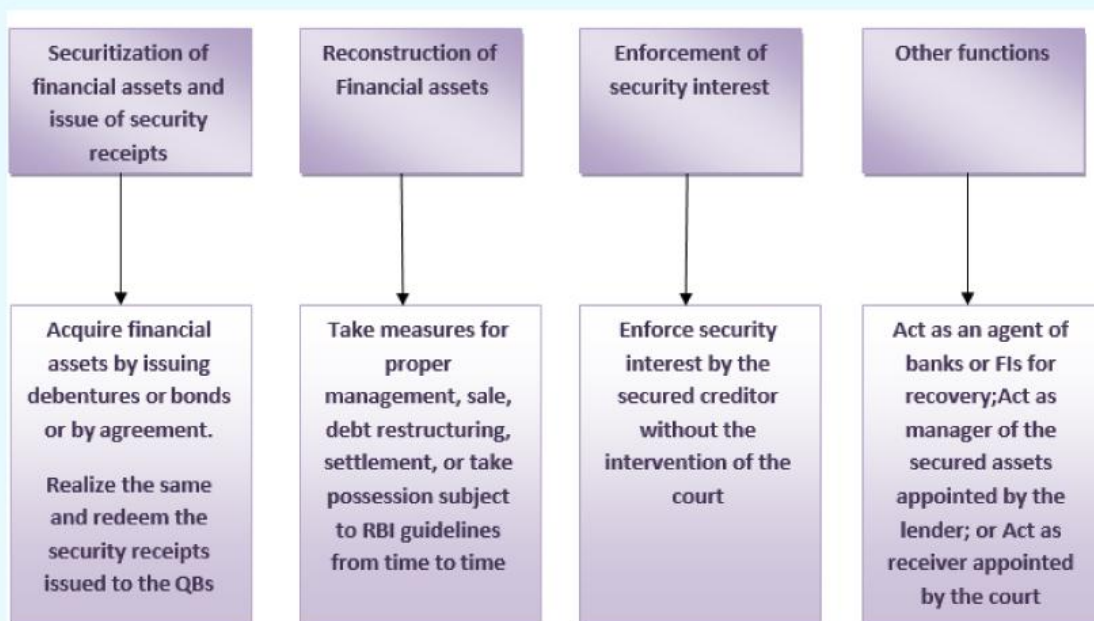 Securitization of
financial assets and
issue of security
receipts
Reconstruction of
Financial assets
Enforcement of
security interest
Other functions
Acquire financial
assets by issuing
debentures or bonds
or by agreement.
Realize the same
and redeem the
security receipts
issued to the QBs
Take measures for
proper
management, sale,
debt restructuring,
settlement, or take
possession subject
to RBI guidelines
from time to time
Enforce security
interest by the
secured creditor
without the
intervention of the
court
Act as an agent of
banks or FIs for
recovery;Act as
manager of the
secured assets
appointed by the
lender; or Act as
receiver appointed
by the court